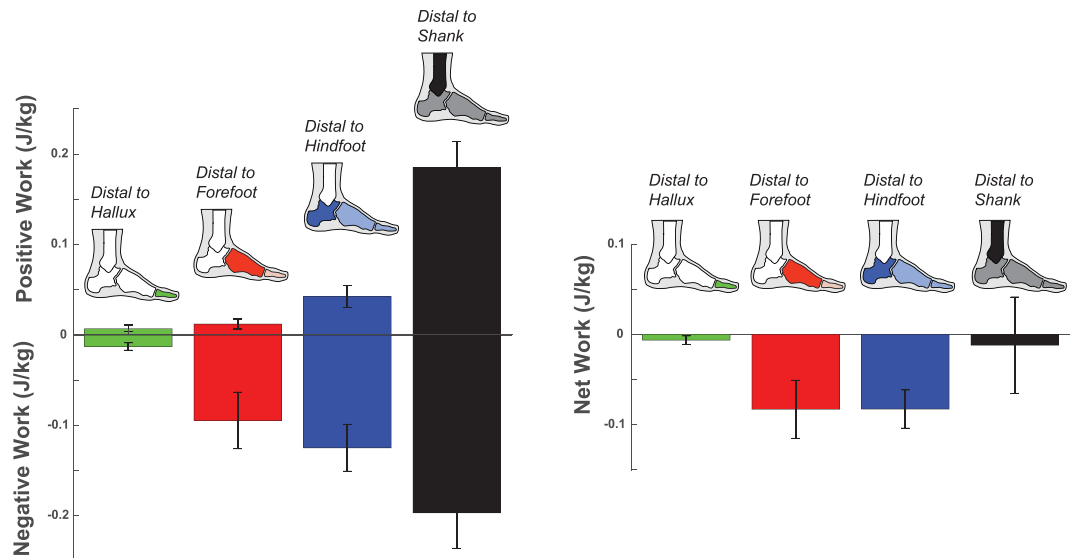 Distal to
Shank
Distal to
Hindfoot
Distal to
Forefoot
Distal to
Hallux
Positive Work (J/kg)
Negative Work (J/kg)
0.2
0.1
0
-0.1
-0.2
Distal to
Hallux
Distal to
Forefoot
Distal to
Hindfoot
Distal to
Shank
Net Work (J/kg)
0.1
0
-0.1